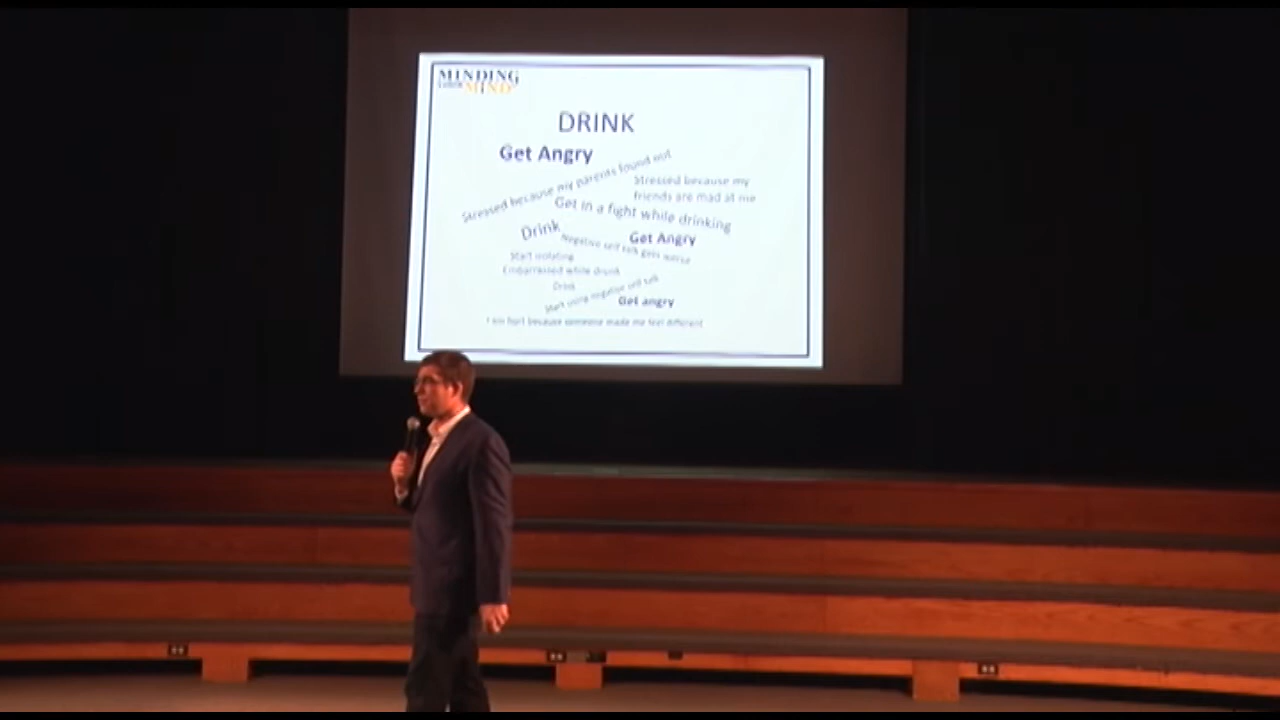 MINDING
YOUR MIND
DRINK
Get Angry
Stressed because my parents found out
Stressed because my
friends are mad at me
Get in a fight while drinking
Drink
Get Angry
Negative self talk gets worse
Start isolating
Embarrassed while drunk
Drink
Start using negative self talk
Get angry
I am hurt because someone made me feel different